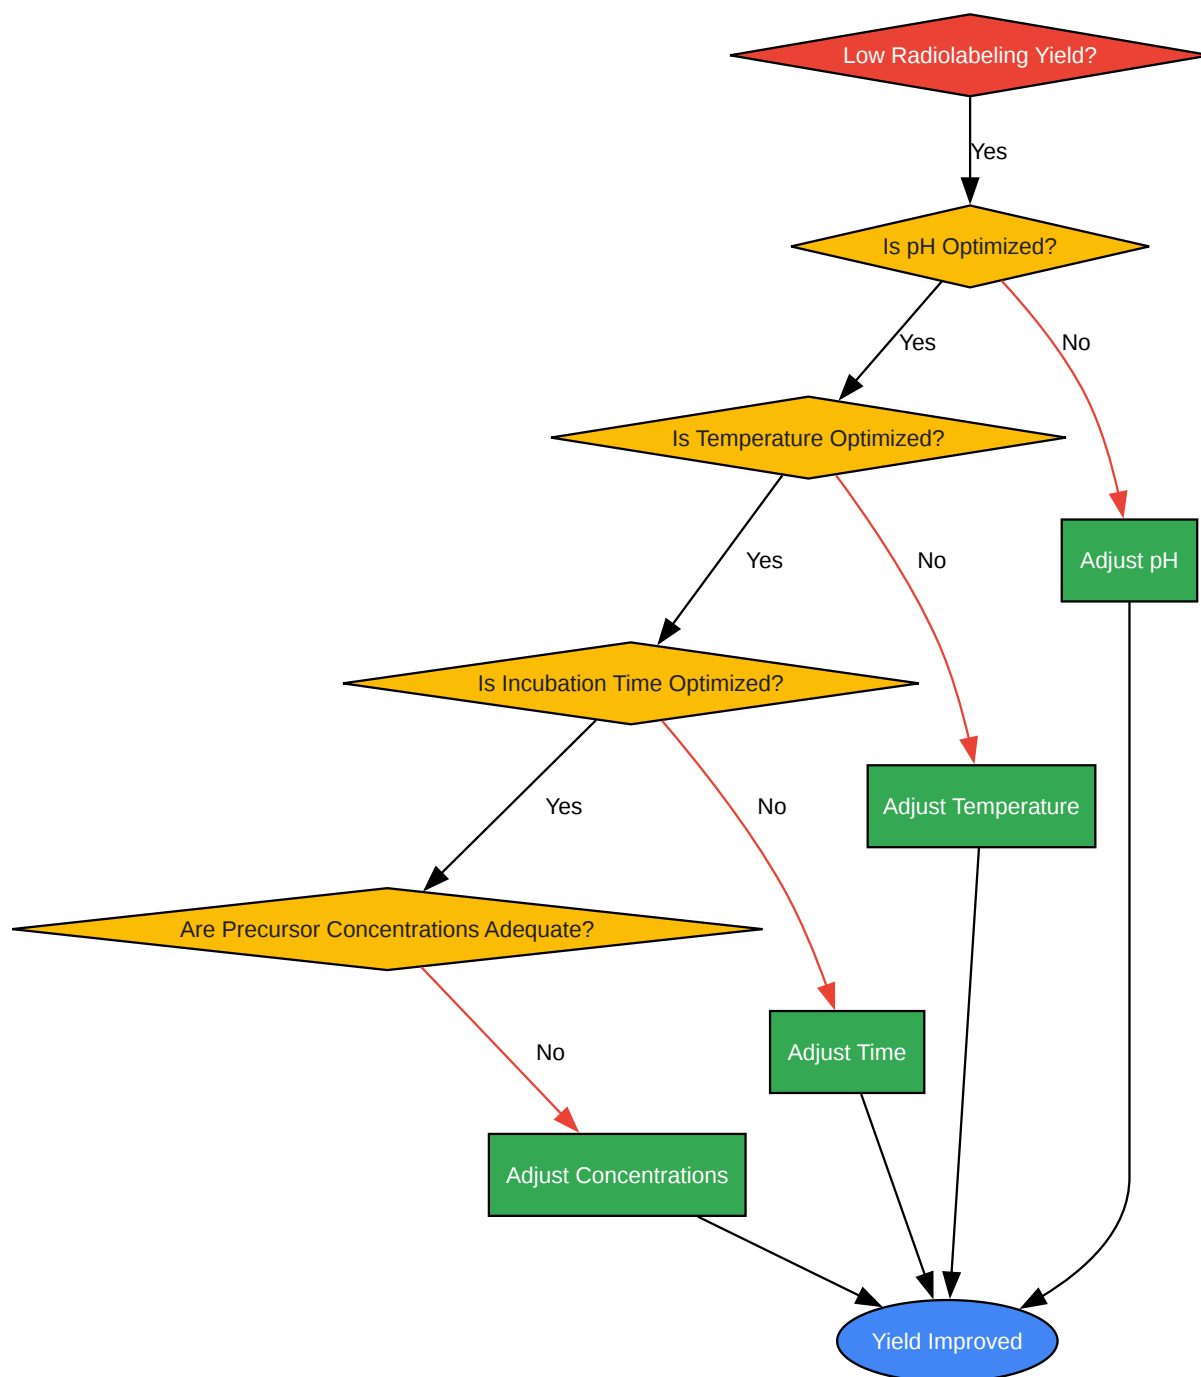 Low Radiolabeling Yield?
Yes
Is pH Optimized?
Yes
No
Is Temperature Optimized?
Yes
No
Adjust pH
Is Incubation Time Optimized?
Yes
No
Adjust Temperature
Are Precursor Concentrations Adequate?
No
Adjust Time
Adjust Concentrations
Yield Improved